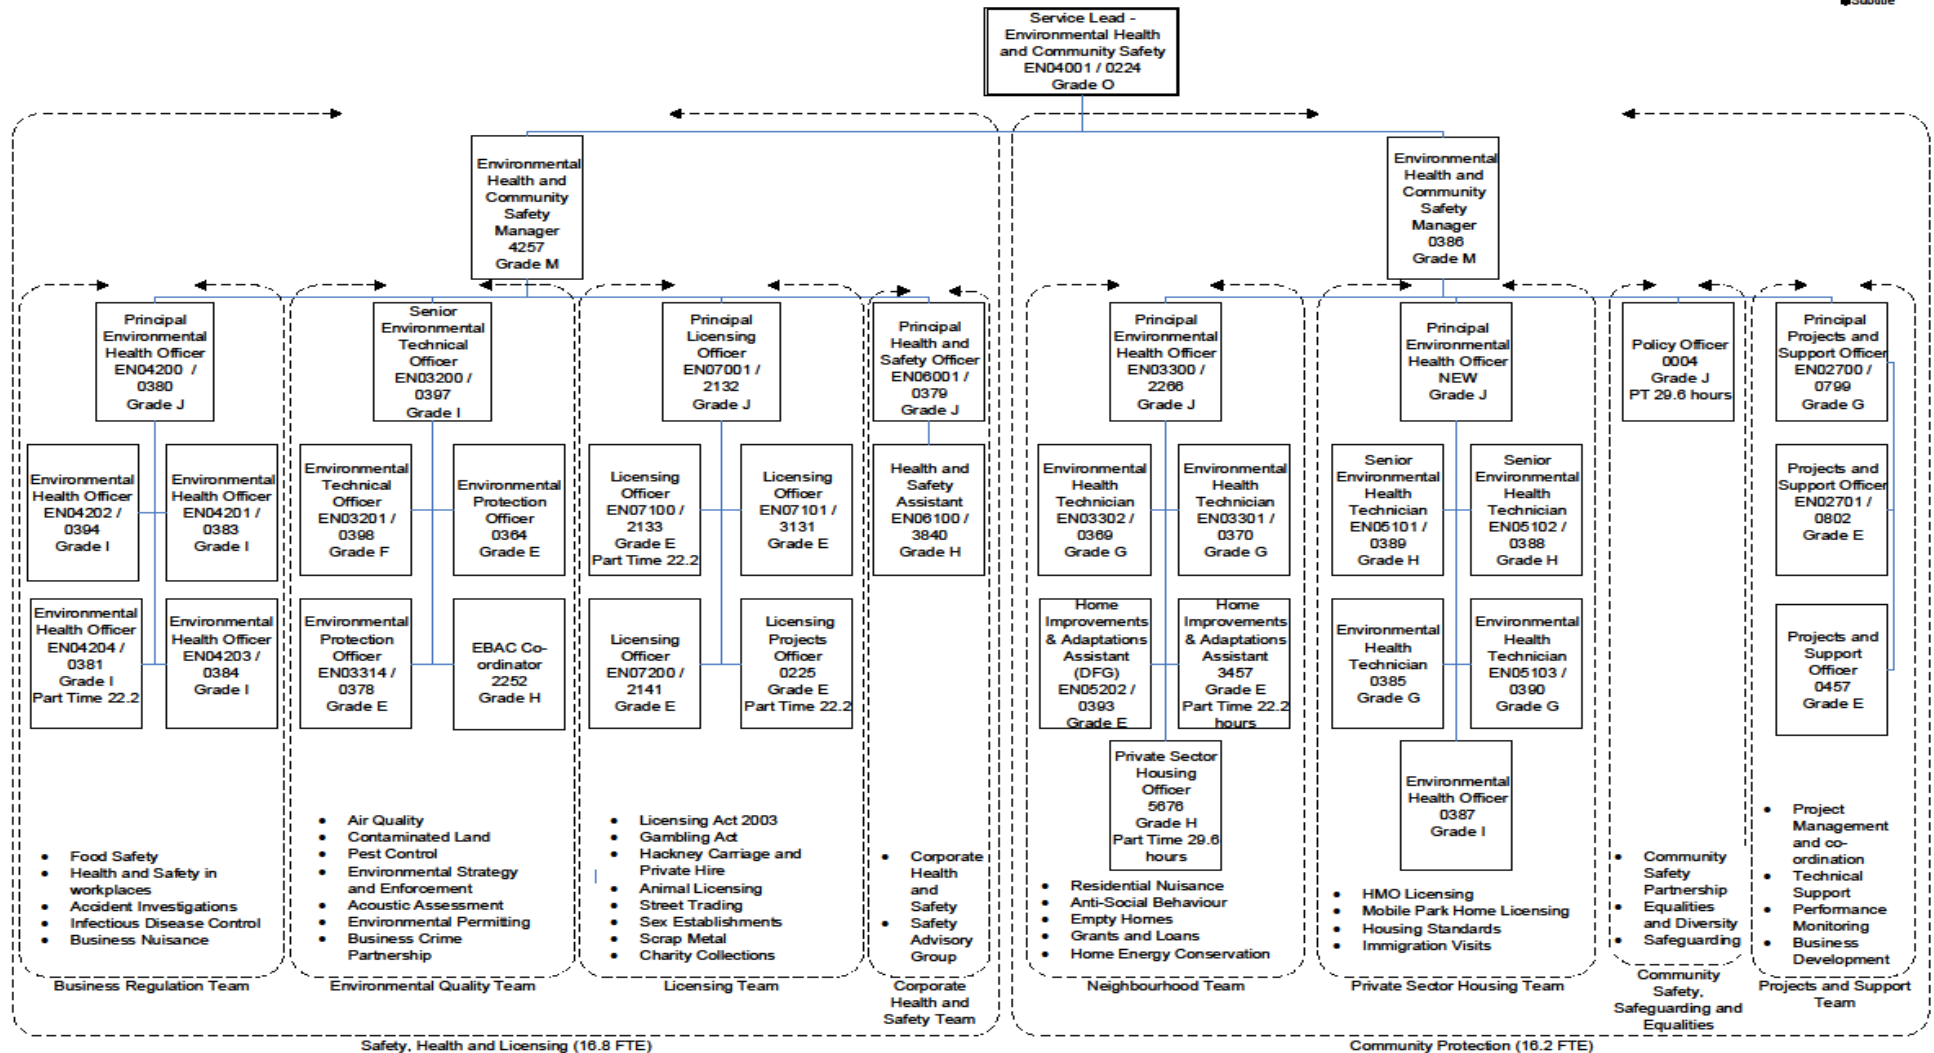 Subtitle
Service Lead -
Environmental Health
and Community Safety
EN04001 / 0224
Grade O
Environmental
Health and
Community
Safety
Manager
4257
Grade M
Environmental
Health and
Community
Safety
Manager
0386
Grade M
Principal
Environmental
Health Officer
EN04200 /
0380
Grade J
Senior
Environmental
Technical
Officer
EN03200 /
0397
Grade I
Principal
Licensing
Officer
EN07001 /
2132
Grade J
Principal
Health and
Safety Officer
EN06001 /
0379
Grade J
Principal
Environmental
Health Officer
EN03300 /
2266
Grade J
Principal
Environmental
Health Officer
NEW
Grade J
Policy Officer
0004
Grade J
PT 29.6 hours
Principal
Projects and
Support Officer
EN02700 /
0799
Grade G
Environmental
Health Officer
EN04202 /
0394
Grade I
Environmental
Health Officer
EN04201 /
0383
Grade I
Environmental
Technical
Officer
EN03201 /
0398
Grade F
Environmental
Protection
Officer
0364
Grade E
Licensing
Officer
EN07100 /
2133
Grade E
Part Time 22.2
Licensing
Officer
EN07101 /
3131
Grade E
Health and
Safety
Assistant
EN06100 /
3840
Grade H
Environmental
Health
Technician
EN03302 /
0369
Grade G
Environmental
Health
Technician
EN03301 /
0370
Grade G
Senior
Environmental
Health
Technician
EN05101 /
0389
Grade H
Senior
Environmental
Health
Technician
EN05102 /
0388
Grade H
Projects and
Support Officer
EN02701 /
0802
Grade E
Environmental
Health Officer
EN04204 /
0381
Grade I
Part Time 22.2
Environmental
Health Officer
EN04203 /
0384
Grade I
Environmental
Protection
Officer
EN03314 /
0378
Grade E
EBAC Co-
ordinator
2252
Grade H
Licensing
Officer
EN07200 /
2141
Grade E
Licensing
Projects
Officer
0225
Grade E
Part Time 22.2
Home
Improvements
& Adaptations
Assistant
(DFG)
EN05202 /
0393
Grade E
Home
Improvements
& Adaptations
Assistant
3457
Grade E
Part Time 22.2
hours
Environmental
Health
Technician
0385
Grade G
Environmental
Health
Technician
EN05103 /
0390
Grade G
Projects and
Support
Officer
0457
Grade E
Private Sector
Housing
Officer
5676
Grade H
Part Time 29.6
hours
Environmental
Health Officer
0387
Grade I
• Food Safety
• Health and Safety in
workplaces
• Accident Investigations
• Infectious Disease Control
• Business Nuisance
• Air Quality
• Contaminated Land
• Pest Control
• Environmental Strategy
and Enforcement
• Acoustic Assessment
• Environmental Permitting
• Business Crime
Partnership
• Licensing Act 2003
• Gambling Act
• Hackney Carriage and
Private Hire
• Animal Licensing
• Street Trading
• Sex Establishments
• Scrap Metal
• Charity Collections
• Corporate
Health
and
Safety
• Safety
Advisory
Group
• Residential Nuisance
• Anti-Social Behaviour
• Empty Homes
• Grants and Loans
• Home Energy Conservation
• HMO Licensing
• Mobile Park Home Licensing
• Housing Standards
• Immigration Visits
• Community
Safety
Partnership
• Equalities
and Diversity
• Safeguarding
• Project
Management
and co-
ordination
• Technical
Support
• Performance
Monitoring
• Business
Development
Business Regulation Team
Environmental Quality Team
Licensing Team
Corporate
Health and
Safety Team
Neighbourhood Team
Private Sector Housing Team
Community
Safety,
Safeguarding and
Equalities
Projects and Support
Team
Safety, Health and Licensing (16.8 FTE)
Community Protection (16.2 FTE)